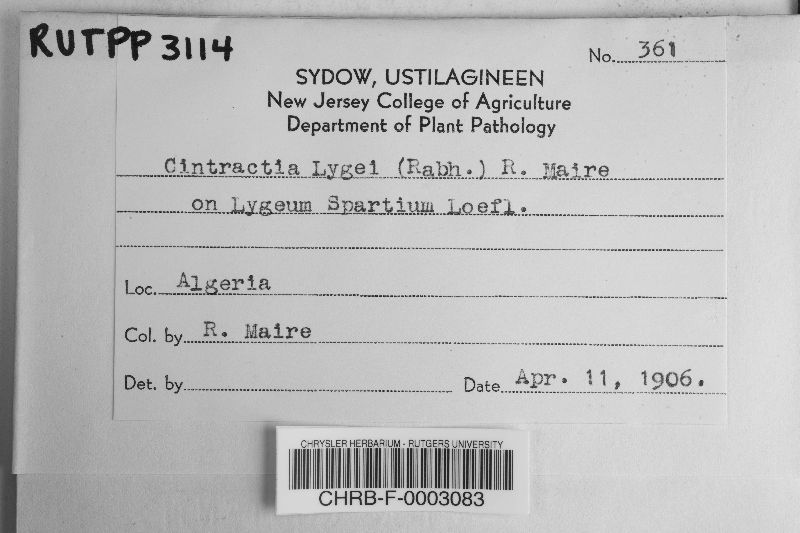 RUTPP 3114
No. 361
SYDOW, USTILAGINEEN
New Jersey College of Agriculture
Department of Plant Pathology
Cintractia Lygei (Rabh.) R. Maire
on Lygeum Spartium Loefl.
Loc. Algeria
Col. by R. Maire
Det. by Date Apr. 11, 1906.
CHRYSLER HERBARIUM - RUTGERS UNIVERSITY
CHRB-F-0003083